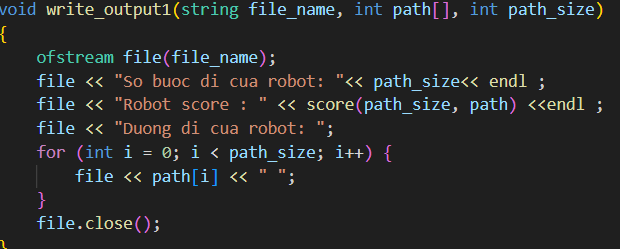 void write_output1(string file_name, int path[], int path_size)
{
ofstream file(file_name);
file << "So buoc di cua robot: "<< path_size<< endl ;
file << "Robot score : " << score(path_size, path) <<endl ;
file << "Duong di cua robot: ";
for (int i = 0; i < path_size; i++) {
file << path[i] << " ";
}
file.close();
}